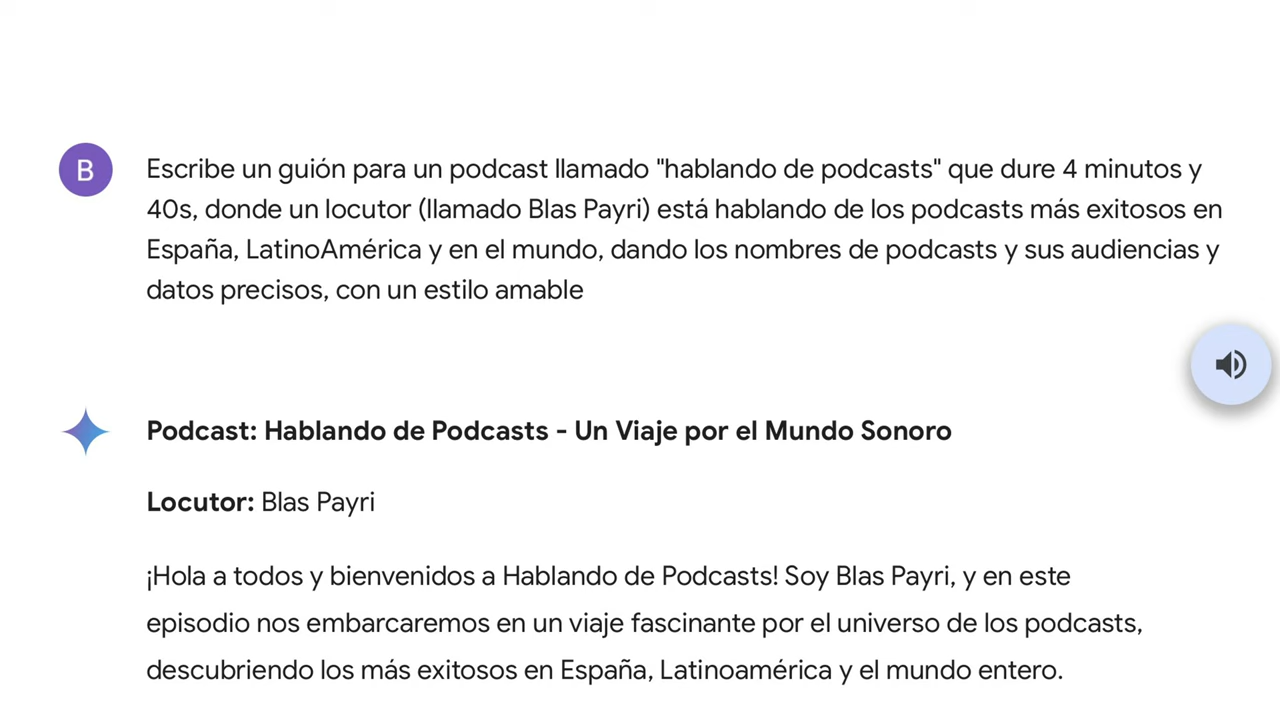 B
Escribe un guión para un podcast llamado "hablando de podcasts" que dure 4 minutos y
40s, donde un locutor (llamado Blas Payri) está hablando de los podcasts más exitosos en
España, LatinoAmérica y en el mundo, dando los nombres de podcasts y sus audiencias y
datos precisos, con un estilo amable
Podcast: Hablando de Podcasts - Un Viaje por el Mundo Sonoro
Locutor: Blas Payri
¡Hola a todos y bienvenidos a Hablando de Podcasts! Soy Blas Payri, y en este
episodio nos embarcaremos en un viaje fascinante por el universo de los podcasts,
descubriendo los más exitosos en España, Latinoamérica y el mundo entero.